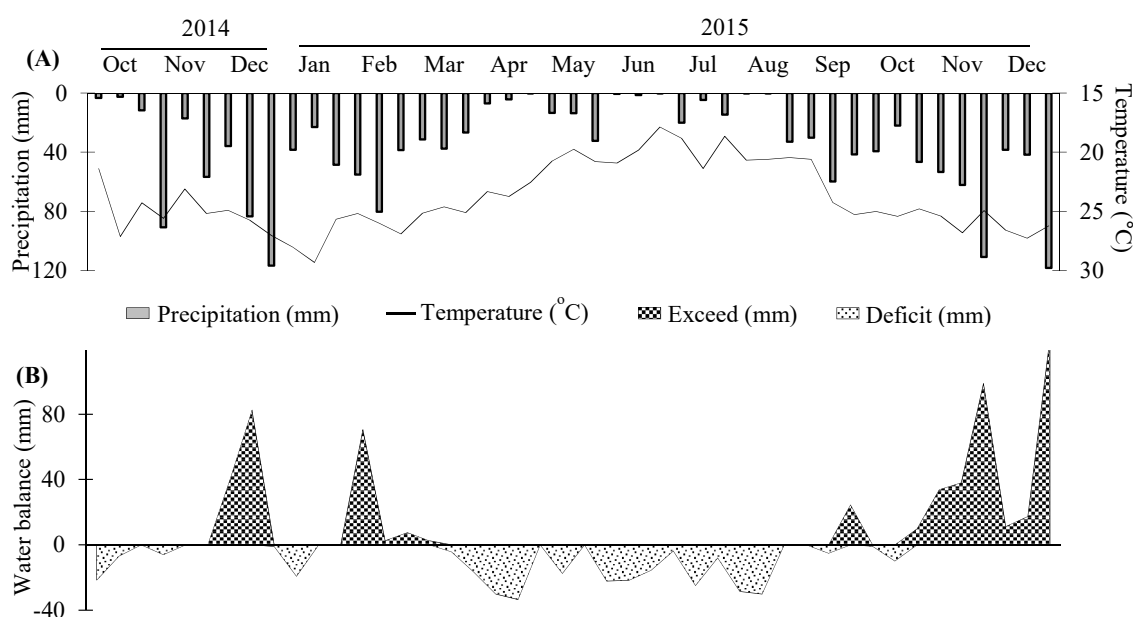 2014 2015
(A) Oct Nov Dec Jan Feb Mar Apr May Jun Jul Aug Sep Oct Nov Dec
Precipitation (mm)
0
40
80
120
15
20
25
30
Temperature (°C)
Precipitation (mm) Temperature (°C) Exceed (mm) Deficit (mm)
(B)
Water balance (mm)
80
40
0
-40